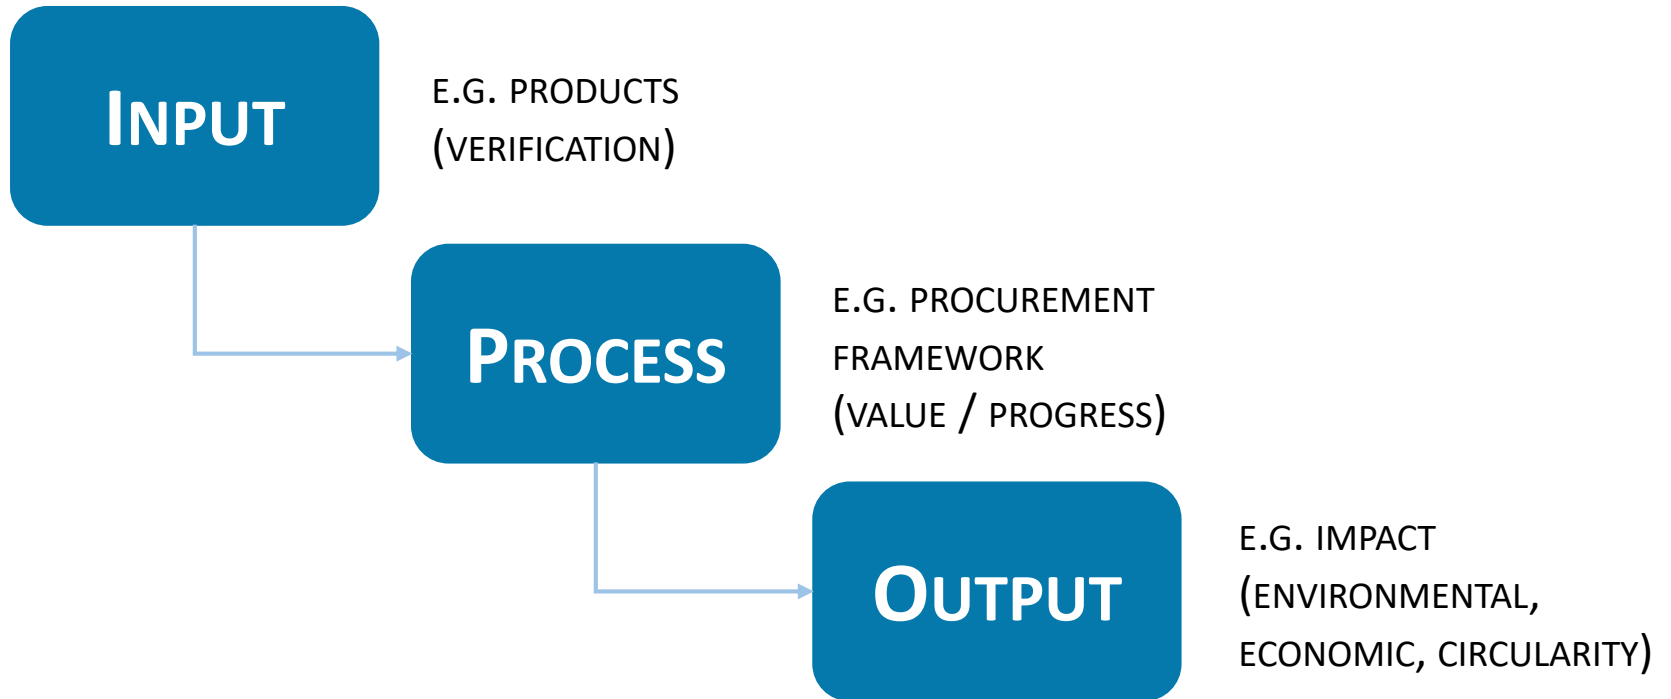 INPUT
E.G. PRODUCTS
(VERIFICATION)
PROCESS
E.G. PROCUREMENT
FRAMEWORK
(VALUE / PROGRESS)
OUTPUT
E.G. IMPACT
(ENVIRONMENTAL,
ECONOMIC, CIRCULARITY)